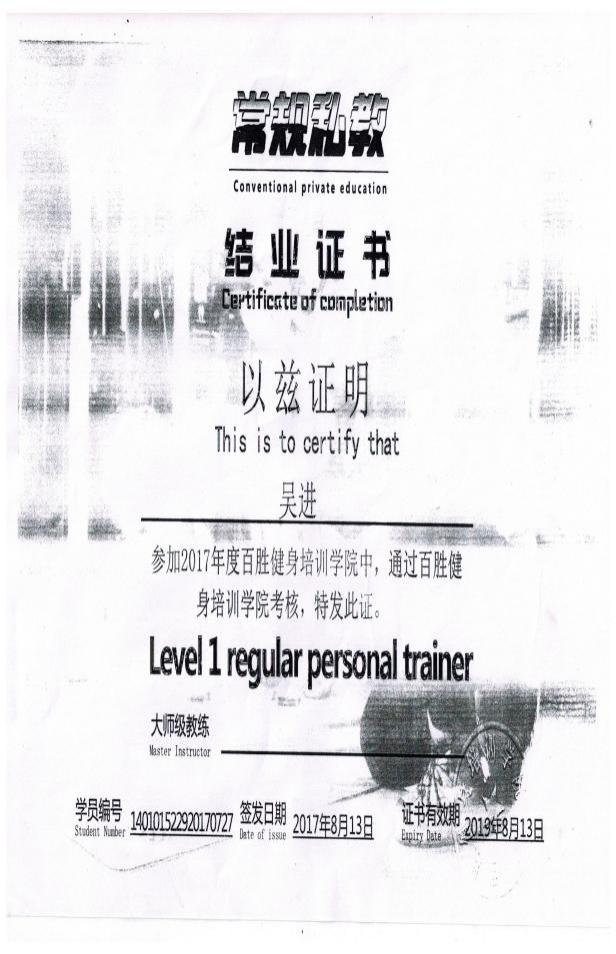 常规私教
Conventional private education
结业证书
Certificate of completion
以兹证明
This is to certify that
吴进
参加2017年度百胜健身培训学院中，通过百胜健
身培训学院考核，特发此证。
Level 1 regular personal trainer
大师级教练
Master Instructor
学员编号 140101522920170727 签发日期 2017年8月13日 证书有效期 2019年8月13日
Student Number Date of issue Expiry Date